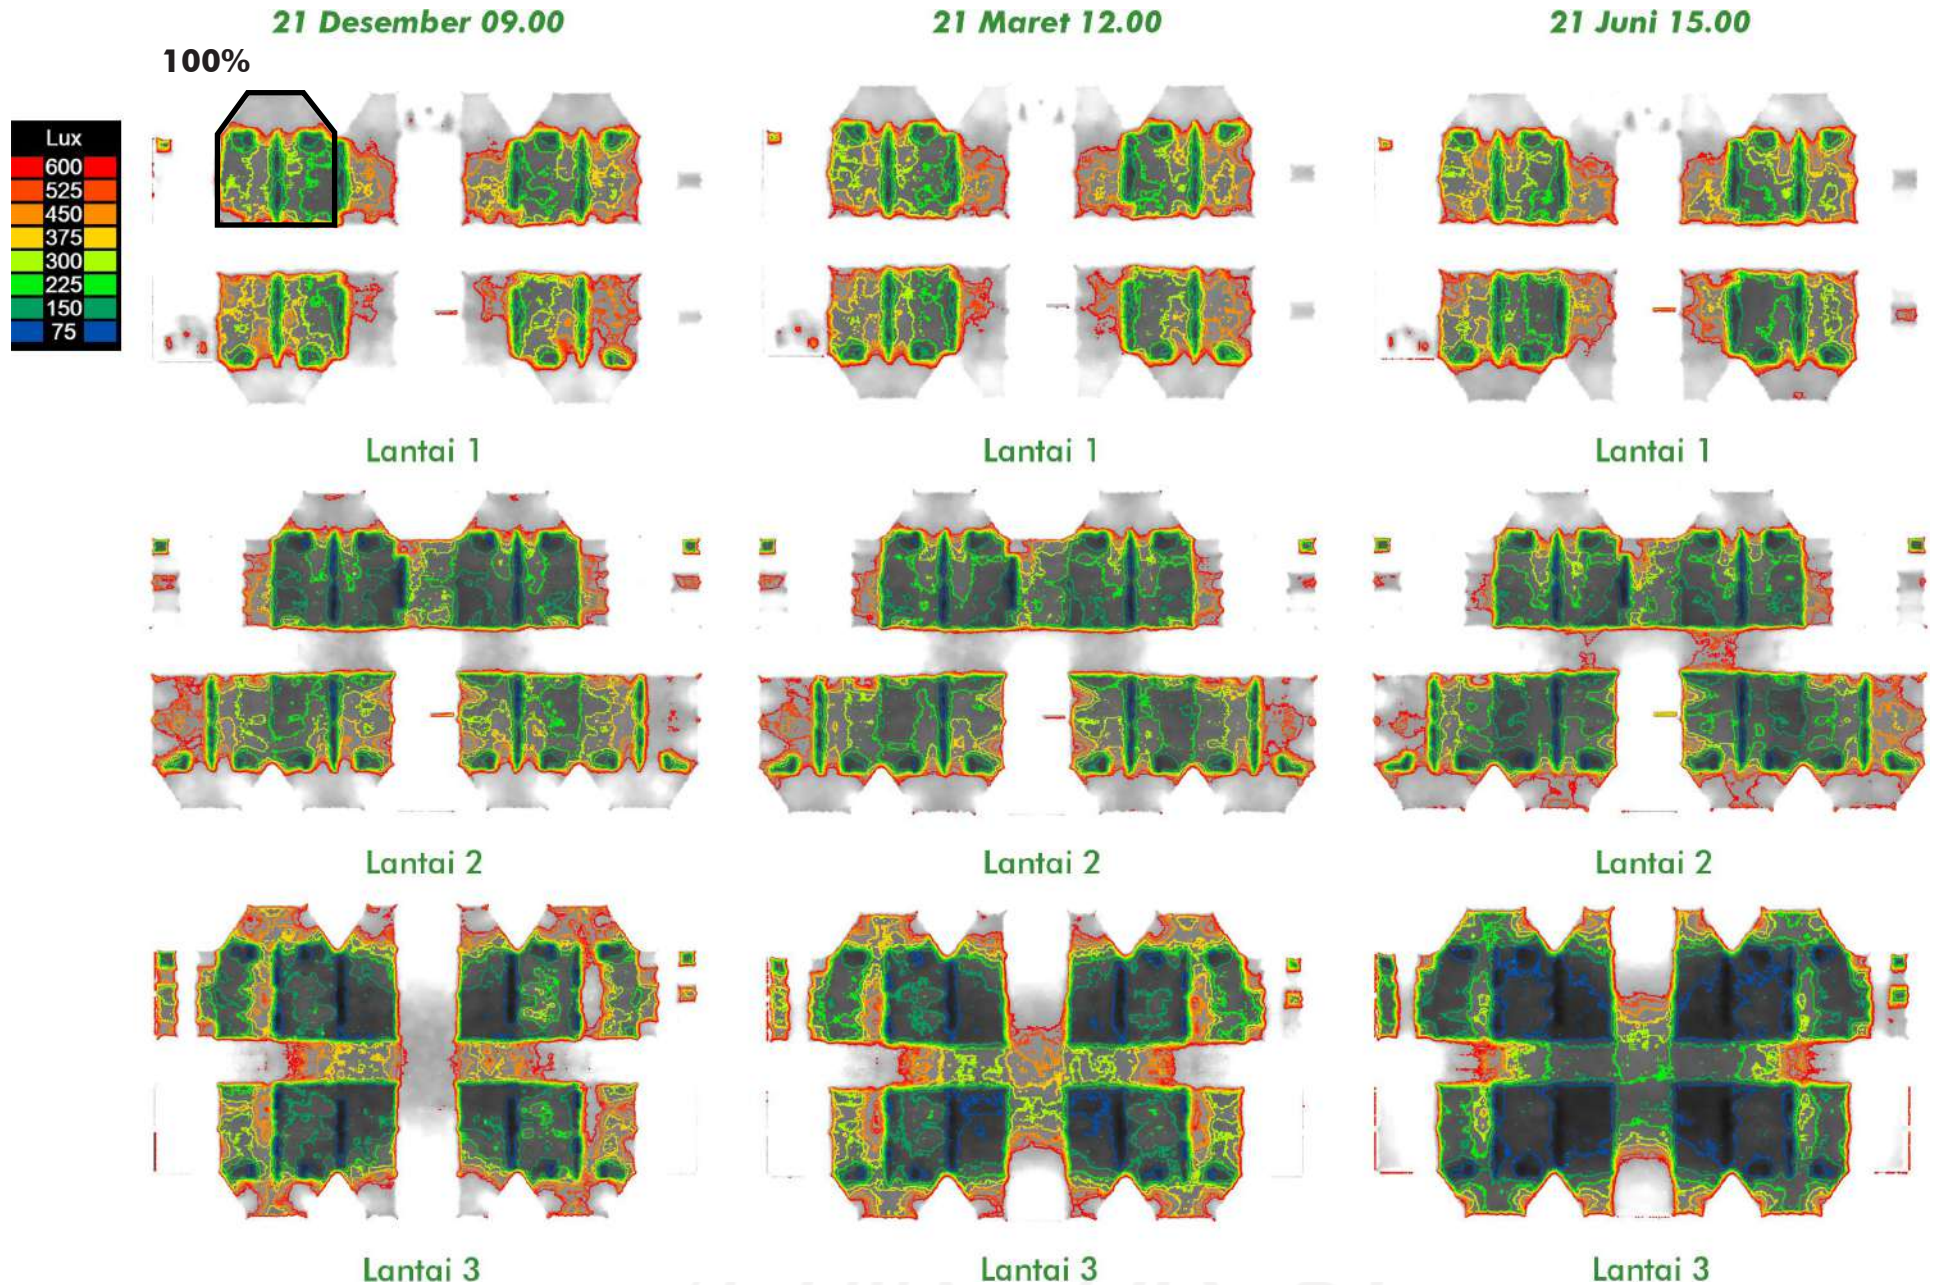 21 Desember 09.00
21 Maret 12.00
21 Juni 15.00
100%
Lux
600
525
450
375
300
225
150
75
Lantai 1
Lantai 1
Lantai 1
Lantai 2
Lantai 2
Lantai 2
Lantai 3
Lantai 3
Lantai 3